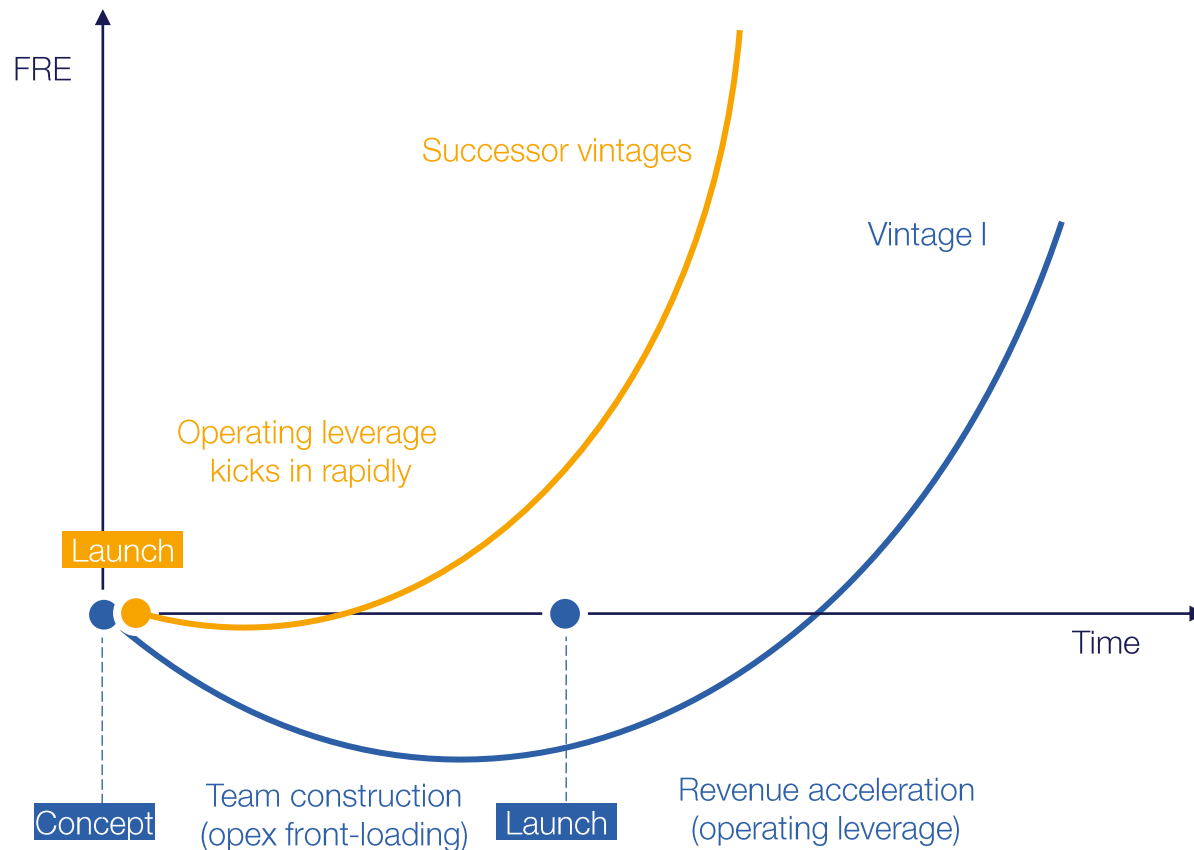 FRE
Successor vintages
Vintage I
Operating leverage
kicks in rapidly
Launch
Time
Concept
Team construction
(opex front-loading)
Launch
Revenue acceleration
(operating leverage)